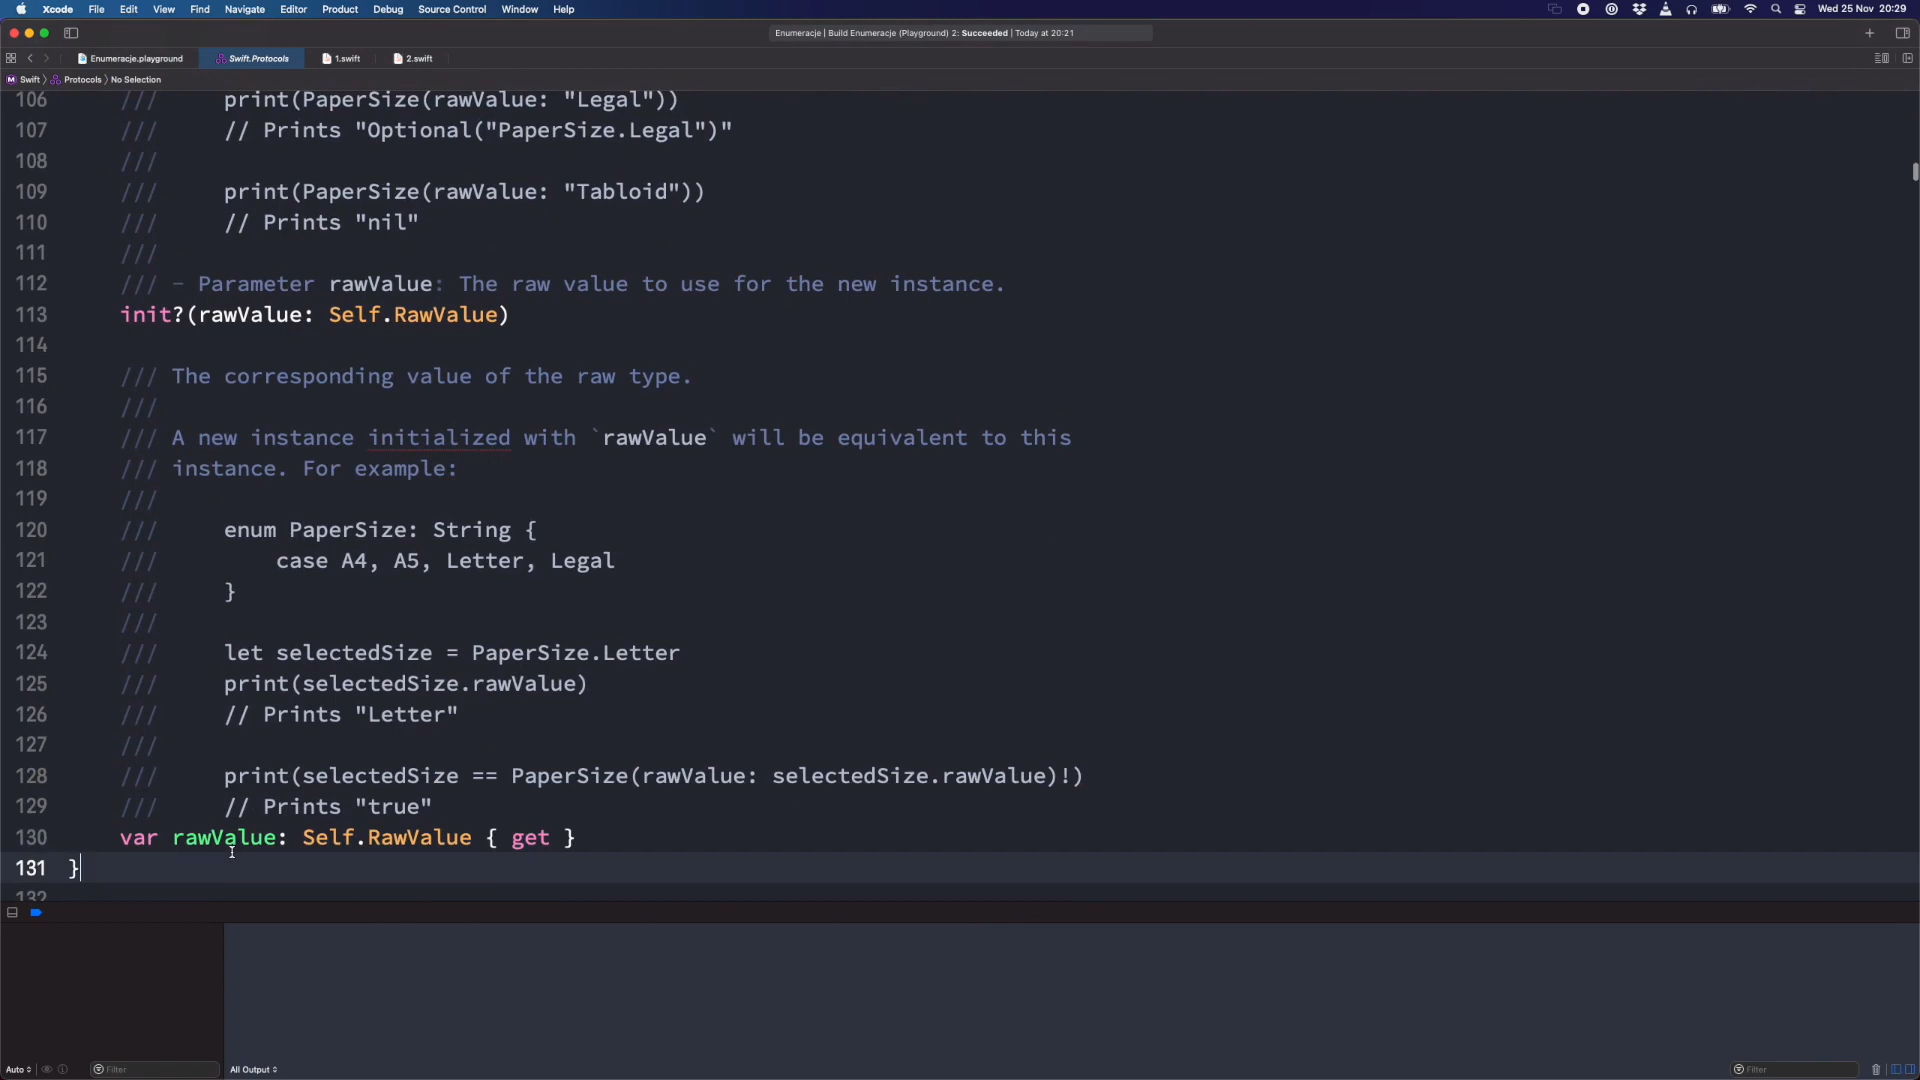 Xcode File Edit View Find Navigate Editor Product Debug Source Control Window Help Wed 25 Nov 20:29
Enumeracje | Build Enumeracje (Playground) 2: Succeeded | Today at 20:21
Enumeracje.playground Swift.Protocols 1.swift 2.swift
Swift Protocols No Selection
106 /// print(PaperSize(rawValue: "Legal"))
107 /// // Prints "Optional("PaperSize.Legal")"
108 ///
109 /// print(PaperSize(rawValue: "Tabloid"))
110 /// // Prints "nil"
111 ///
112 /// - Parameter rawValue: The raw value to use for the new instance.
113 init?(rawValue: Self.RawValue)
114
115 /// The corresponding value of the raw type.
116 ///
117 /// A new instance initialized with `rawValue` will be equivalent to this
118 /// instance. For example:
119 ///
120 /// enum PaperSize: String {
121 /// case A4, A5, Letter, Legal
122 /// }
123 ///
124 /// let selectedSize = PaperSize.Letter
125 /// print(selectedSize.rawValue)
126 /// // Prints "Letter"
127 ///
128 /// print(selectedSize == PaperSize(rawValue: selectedSize.rawValue)!)
129 /// // Prints "true"
130 var rawValue: Self.RawValue { get }
131 }
132
Auto Filter All Output Filter